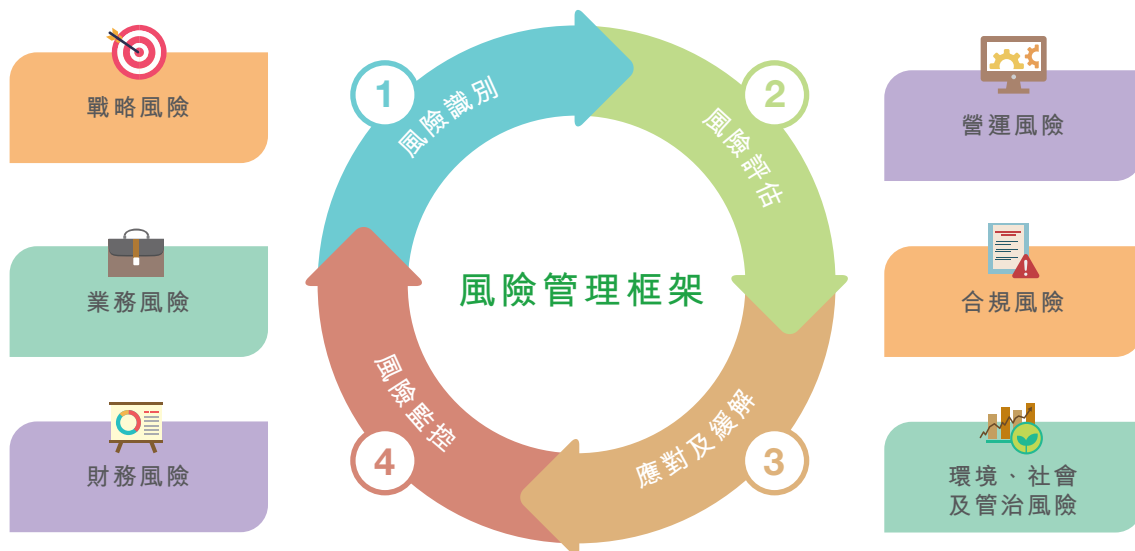 戰略風險
業務風險
財務風險
1
風險識別
2
風險評估
風險管理框架
3
應對及緩解
4
風險監控
營運風險
合規風險
環境、社會
及管治風險